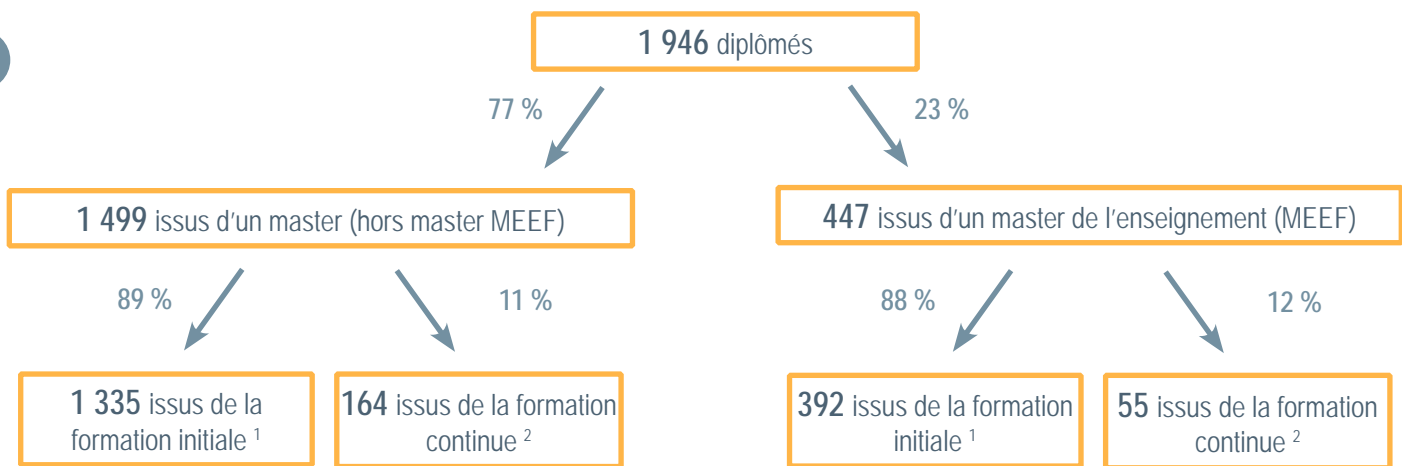 1 946 diplômés
77 %
23 %
1 499 issus d'un master (hors master MEEF)
447 issus d'un master de l'enseignement (MEEF)
89 %
11 %
88 %
12 %
1 335 issus de la
formation initiale 1
164 issus de la formation
continue 2
392 issus de la formation
initiale 1
55 issus de la formation
continue 2